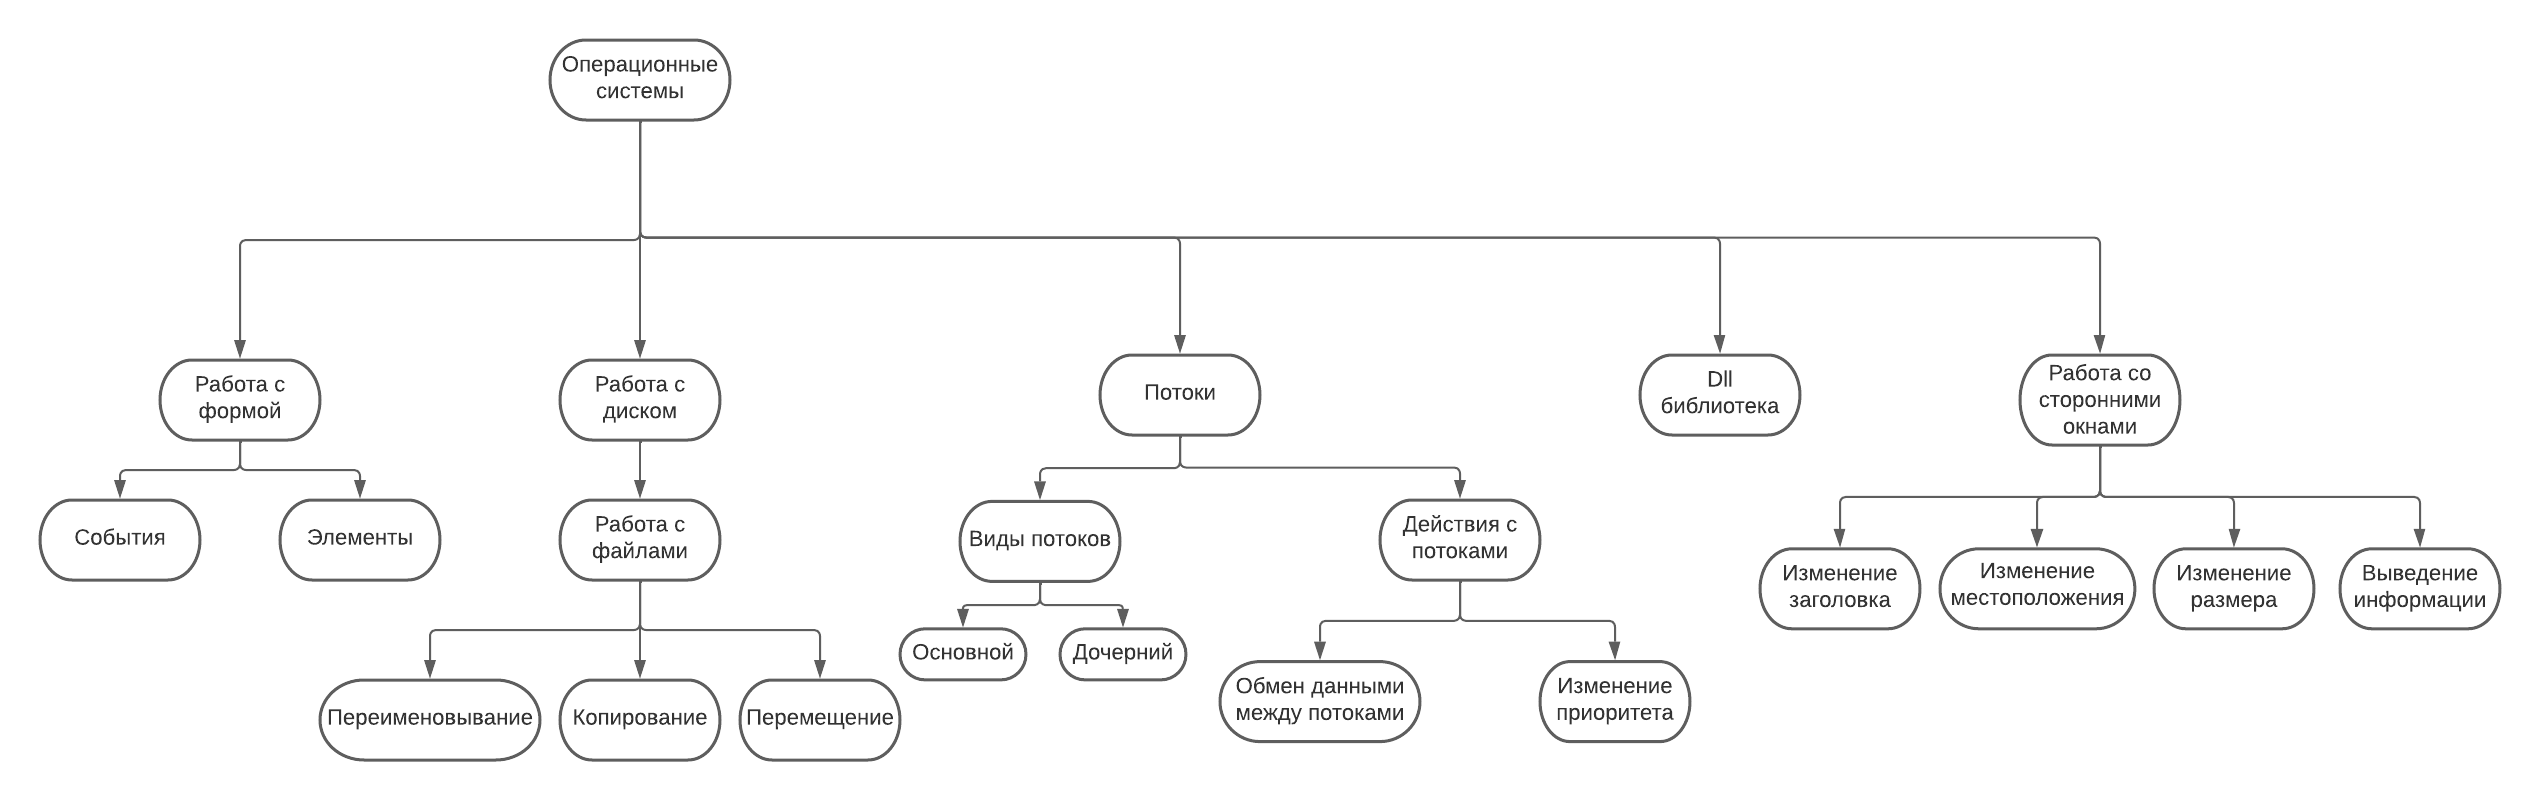 Операционные
системы
Работа с
формой
Работа с
диском
Потоки
Dll
библиотека
Работа со
сторонними
окнами
События
Элементы
Работа с
файлами
Виды потоков
Действия с
потоками
Изменение
заголовка
Изменение
местоположения
Изменение
размера
Выведение
информации
Основной
Дочерний
Переименовывание
Копирование
Перемещение
Обмен данными
между потоками
Изменение
приоритета